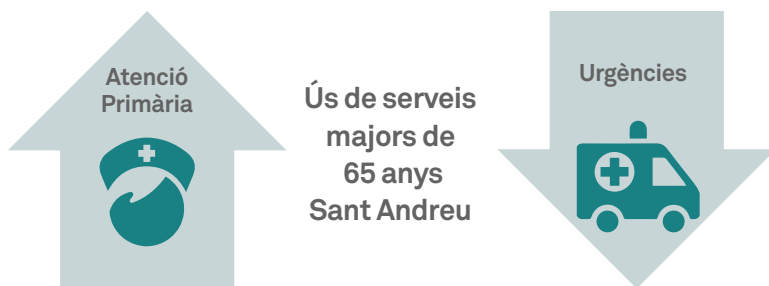 Atenció
Primària
Ús de serveis
majors de
65 anys
Sant Andreu
Urgències